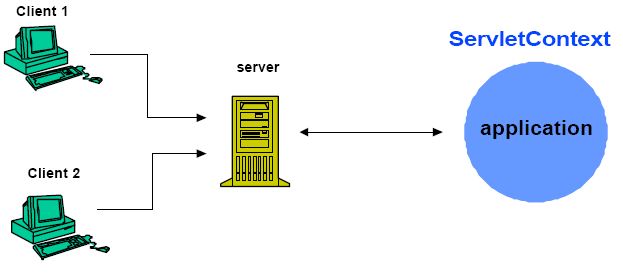 Client 1
ServletContext
server
application
Client 2